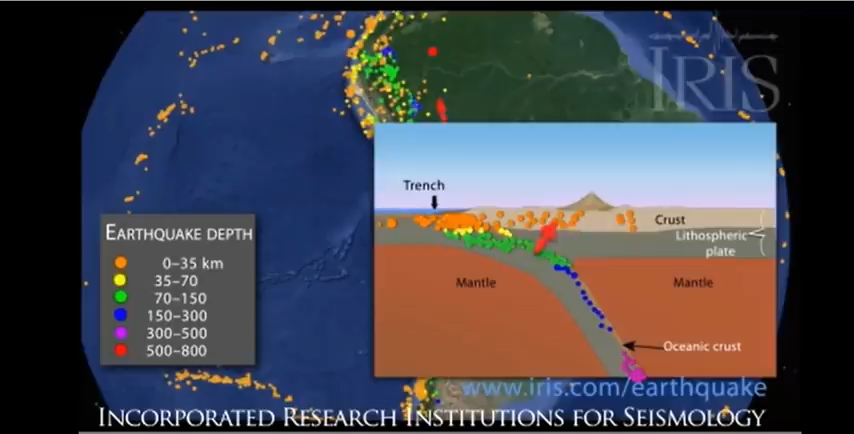 IRIS
Trench
Crust
Lithospheric
plate
Mantle
Mantle
Oceanic crust
EARTHQUAKE DEPTH
0–35 km
35–70
70–150
150–300
300–500
500–800
www.iris.com/earthquake
INCORPORATED RESEARCH INSTITUTIONS FOR SEISMOLOGY